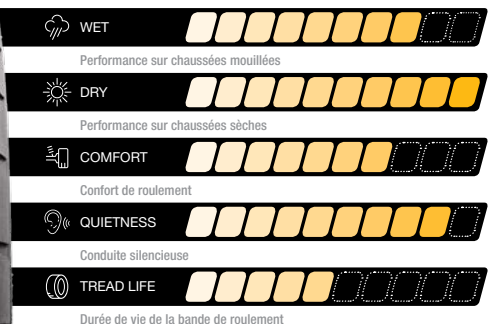 WET
Performance sur chaussées mouillées
DRY
Performance sur chaussées sèches
COMFORT
Confort de roulement
QUIETNESS
Conduite silencieuse
TREAD LIFE
Durée de vie de la bande de roulement